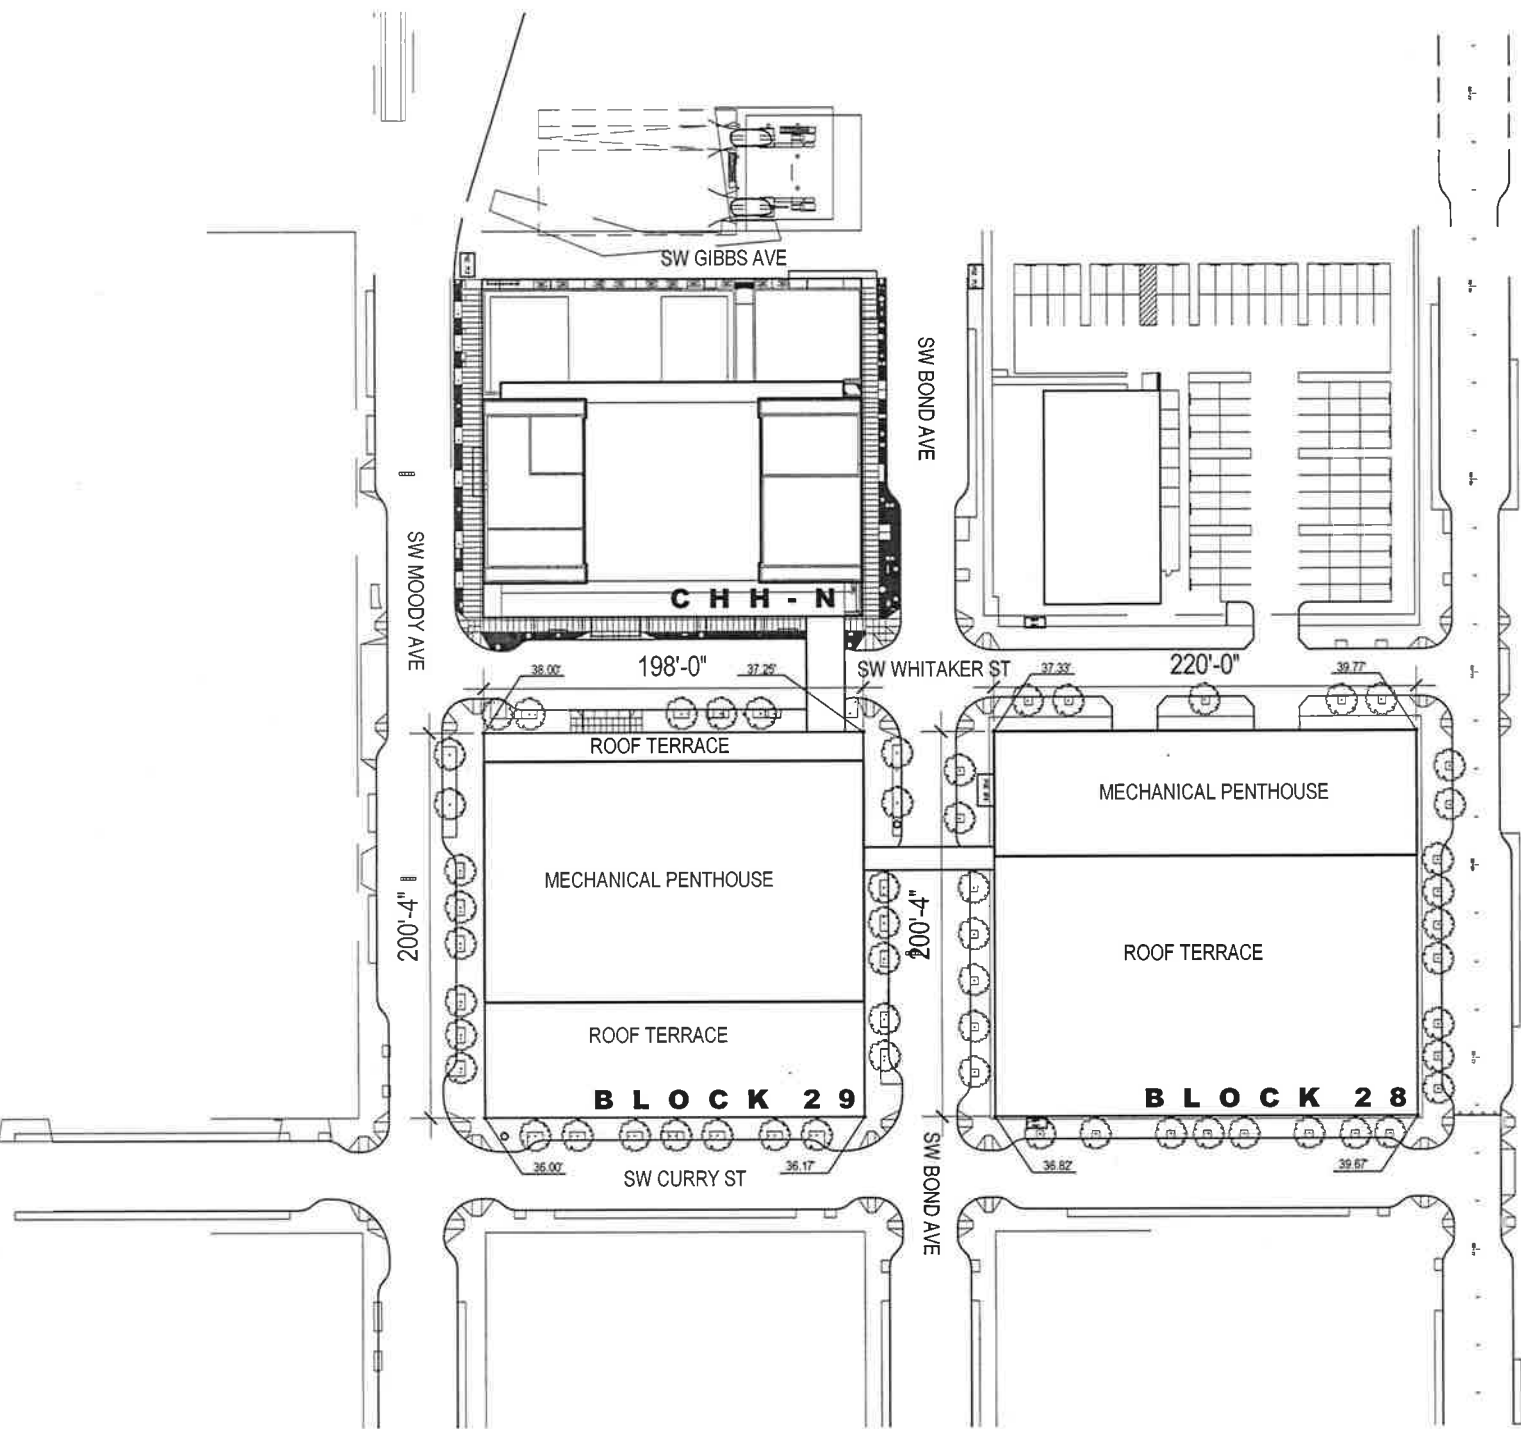 SW GIBBS AVE
SW BOND AVE
SW MOODY AVE
CHH-N
38.00'
198'-0"
37.25'
SW WHITAKER ST
37.33'
220'-0"
39.77'
ROOF TERRACE
MECHANICAL PENTHOUSE
MECHANICAL PENTHOUSE
200'-4"
200'-4"
ROOF TERRACE
ROOF TERRACE
BLOCK 29
BLOCK 28
36.00'
36.17'
36.82'
39.67'
SW CURRY ST
SW BOND AVE